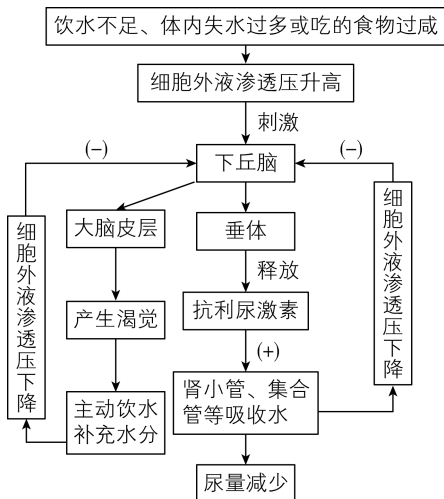 饮水不足、体内失水过多或吃的食物过咸
细胞外液渗透压升高
刺激
(−)
下丘脑
(−)
大脑皮层
垂体
释放
产生渴觉
抗利尿激素
(+)
细胞外液渗透压下降
细胞外液渗透压下降
主动饮水
补充水分
肾小管、集合
管等吸收水
尿量减少